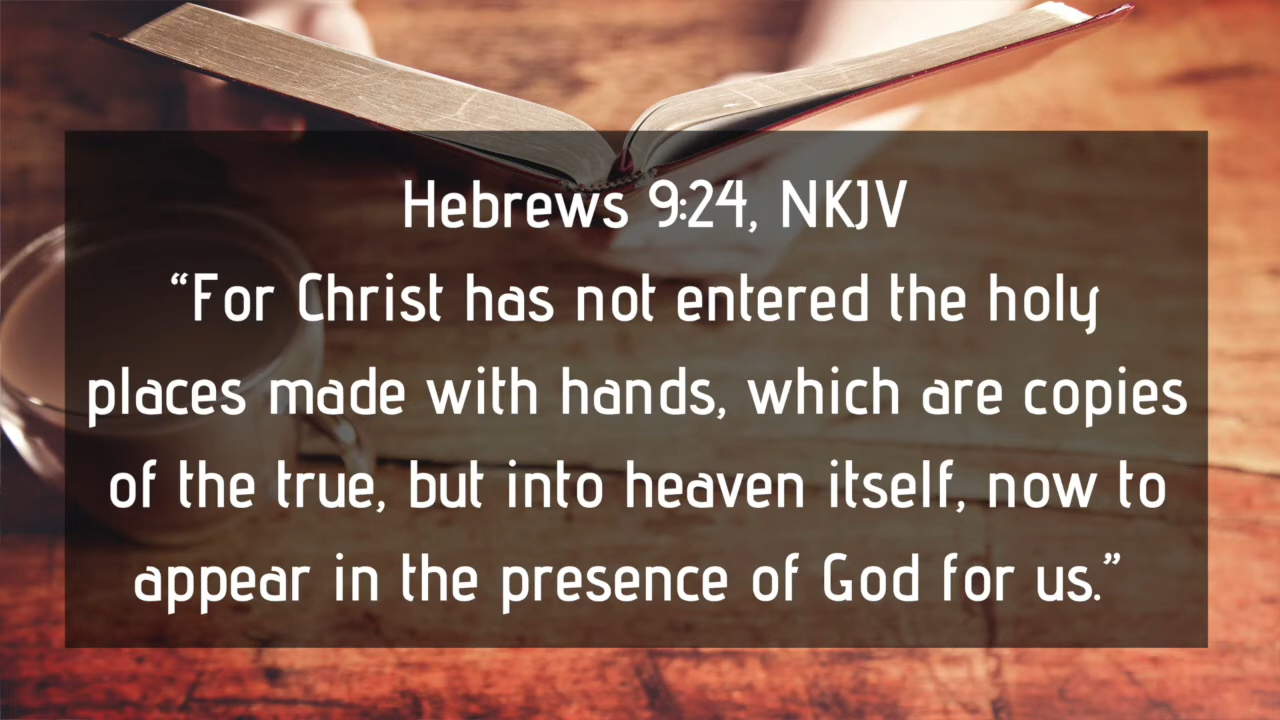 Hebrews 9:24, NKJV
“For Christ has not entered the holy
places made with hands, which are copies
of the true, but into heaven itself, now to
appear in the presence of God for us.”